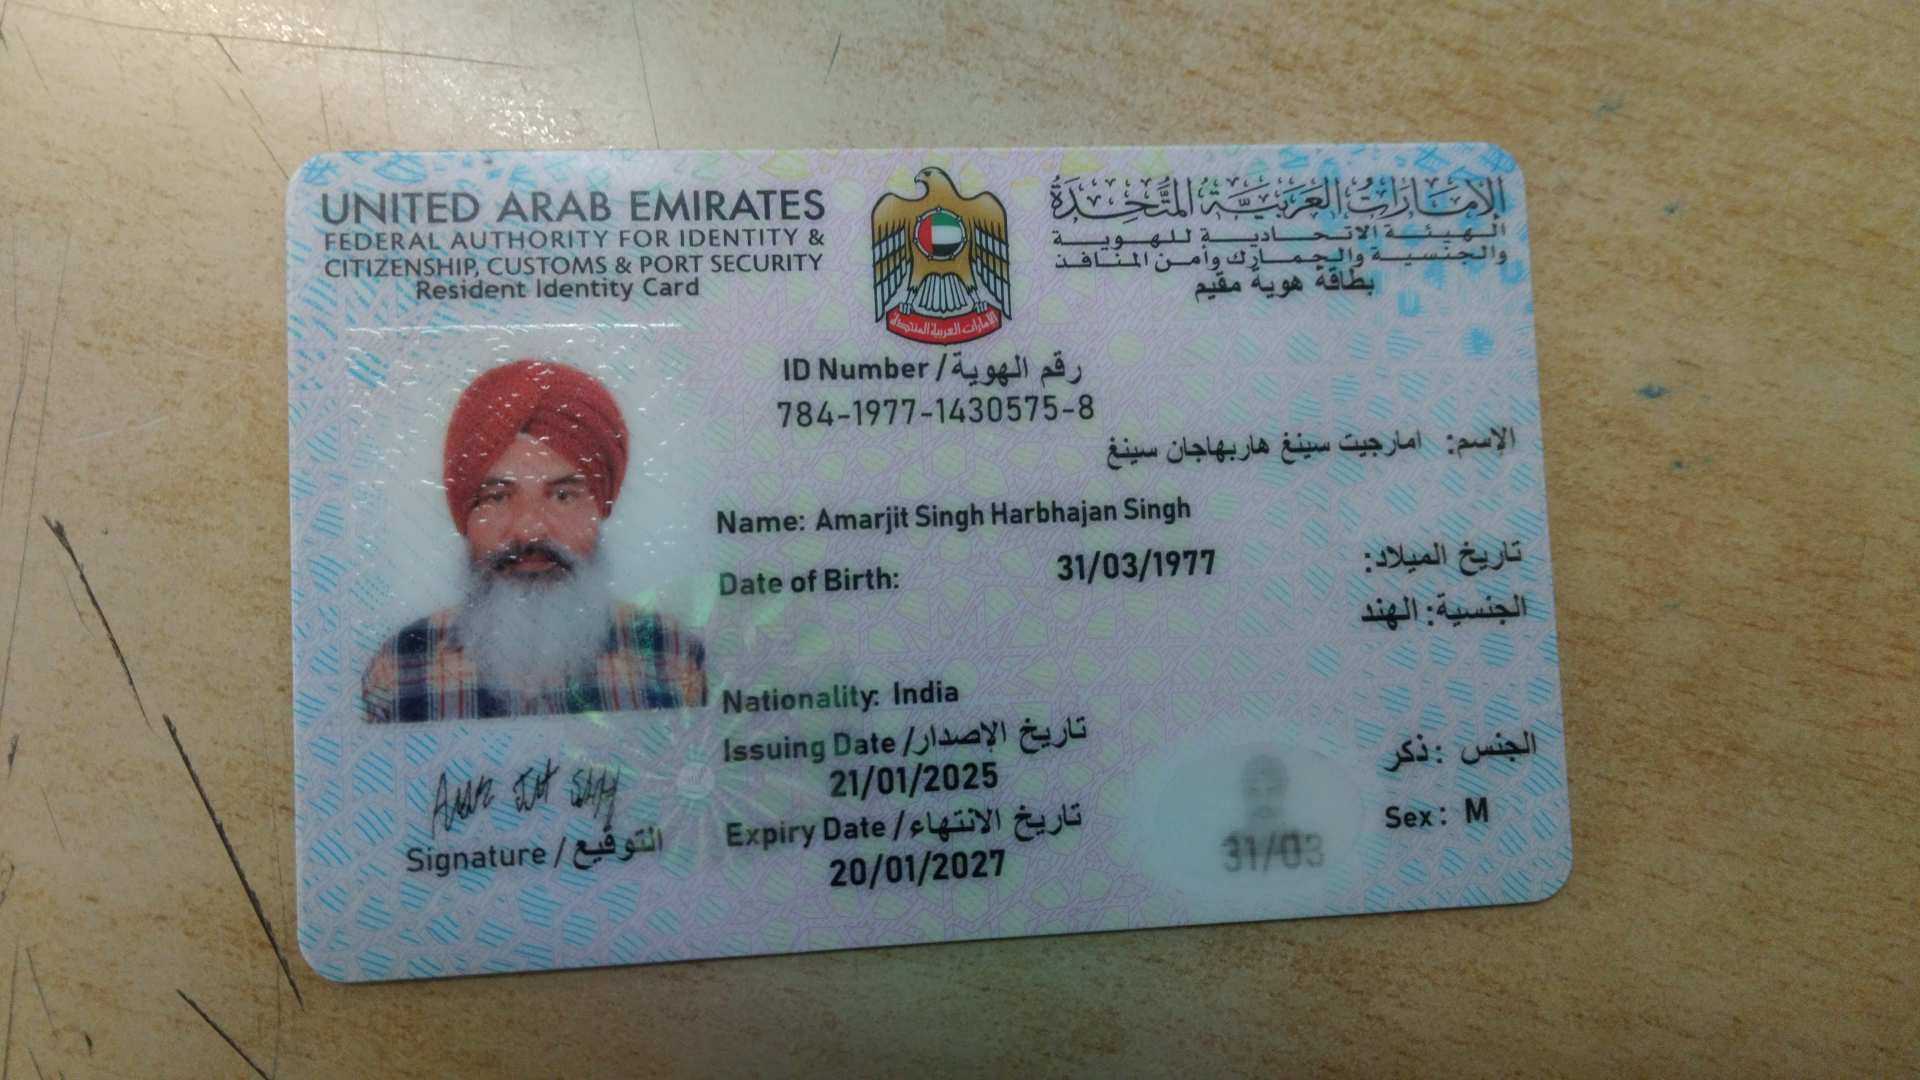 UNITED ARAB EMIRATES
FEDERAL AUTHORITY FOR IDENTITY &
CITIZENSHIP, CUSTOMS & PORT SECURITY
Resident Identity Card
الإمارات العربية المتحدة
الهيئة الاتحادية للهوية
والجنسية والجمارك وأمن المنافذ
بطاقة هوية مقيم
الإمارات العربية المتحدة
ID Number / رقم الهوية
784-1977-1430575-8
الإسم: امارجيت سينغ هاربهاجان سينغ
Name: Amarjit Singh Harbhajan Singh
Date of Birth: 31/03/1977 تاريخ الميلاد:
الجنسية: الهند
Nationality: India
Issuing Date / تاريخ الإصدار
21/01/2025
Expiry Date / تاريخ الانتهاء
20/01/2027
الجنس : ذكر
Sex: M
31/03
Signature / التوقيع